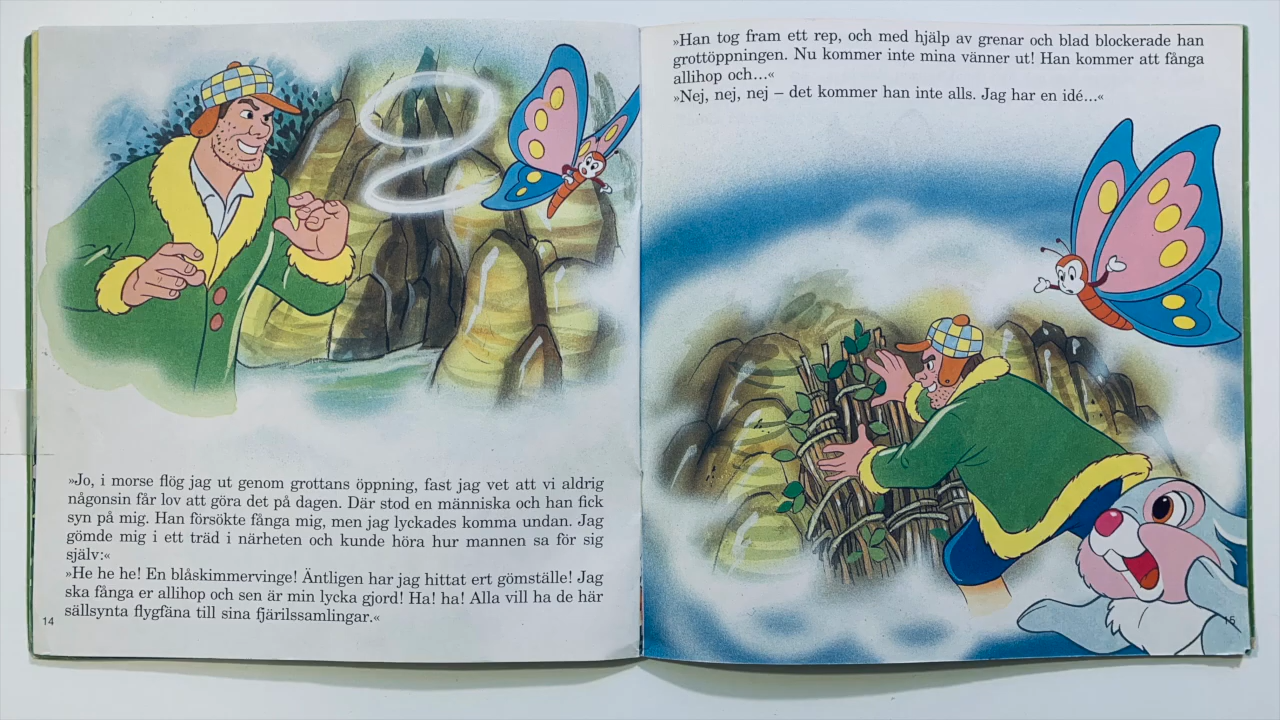 »Jo, i morse flög jag ut genom grottans öppning, fast jag vet att vi aldrig
någonsin får lov att göra det på dagen. Där stod en människa och han fick
syn på mig. Han försökte fånga mig, men jag lyckades komma undan. Jag
gömde mig i ett träd i närheten och kunde höra hur mannen sa för sig
själv:«
»He he he! En blåskimmervinge! Äntligen har jag hittat ert gömställe! Jag
ska fånga er allihop och sen är min lycka gjord! Ha! ha! Alla vill ha de här
sällsynta flygfäna till sina fjärilssamlingar.«
14
»Han tog fram ett rep, och med hjälp av grenar och blad blockerade han
grottöppningen. Nu kommer inte mina vänner ut! Han kommer att fånga
allihop och...«
»Nej, nej, nej – det kommer han inte alls. Jag har en idé...«
15